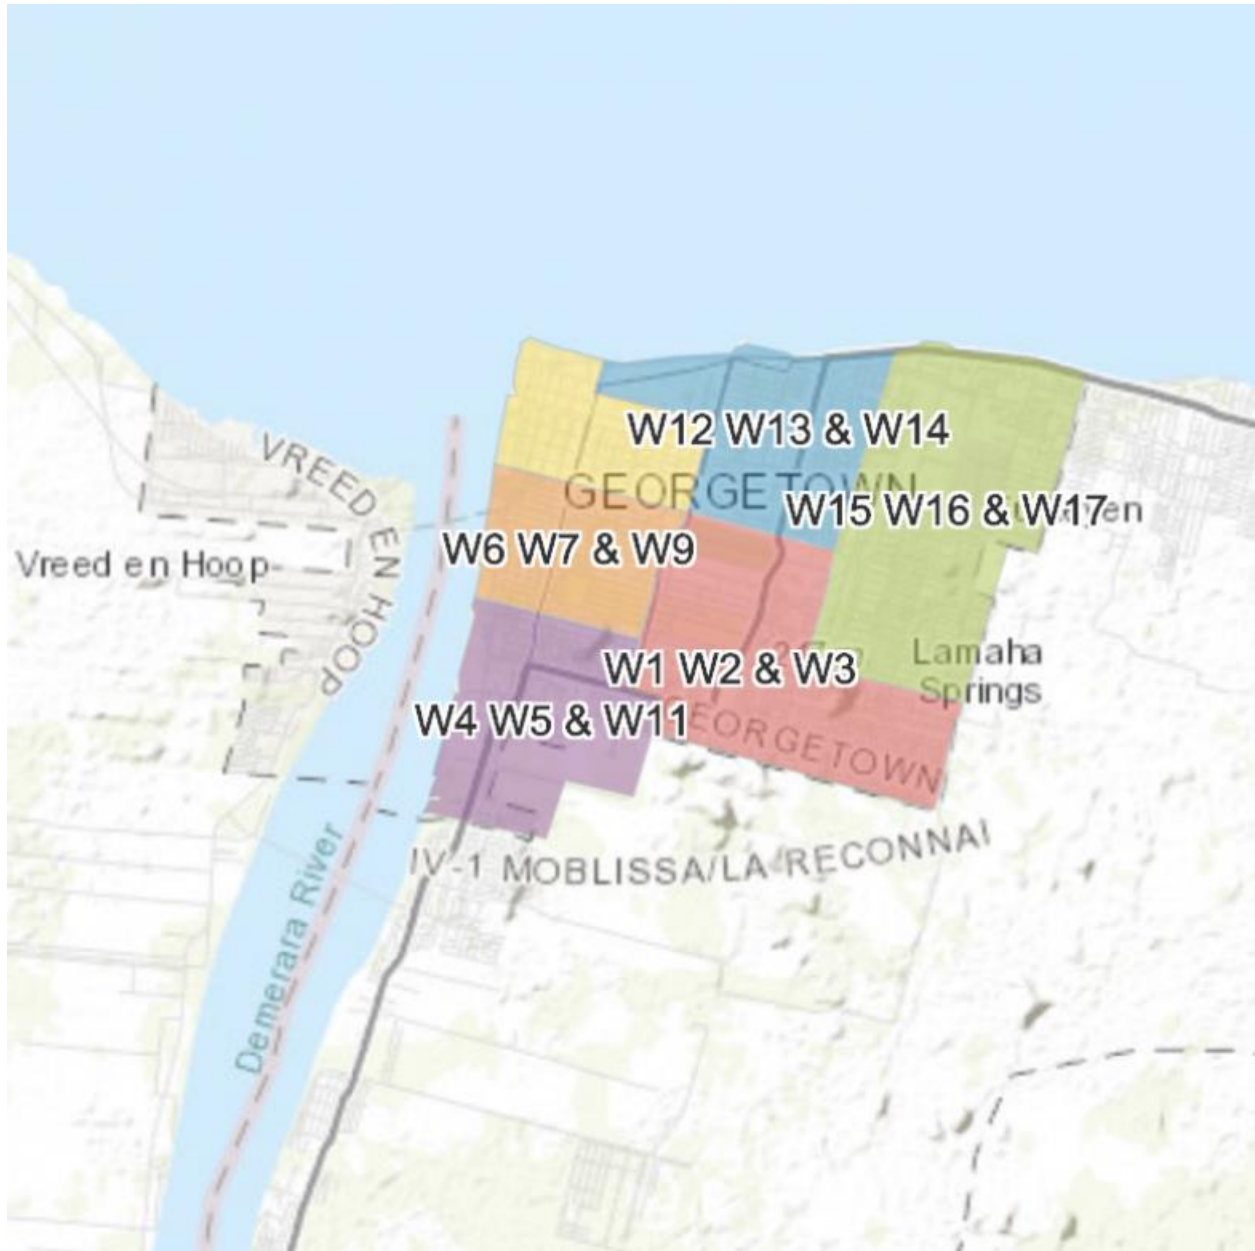 W12 W13 & W14
GEORGETOWN
W15 W16 & W17
VREED EN HOOP
W6 W7 & W9
Vreed en Hoop
W1 W2 & W3
Lamaha
Springs
W4 W5 & W11
GEORGETOWN
IV-1 MOBLISSA/LA RECONNAI
Demerara River